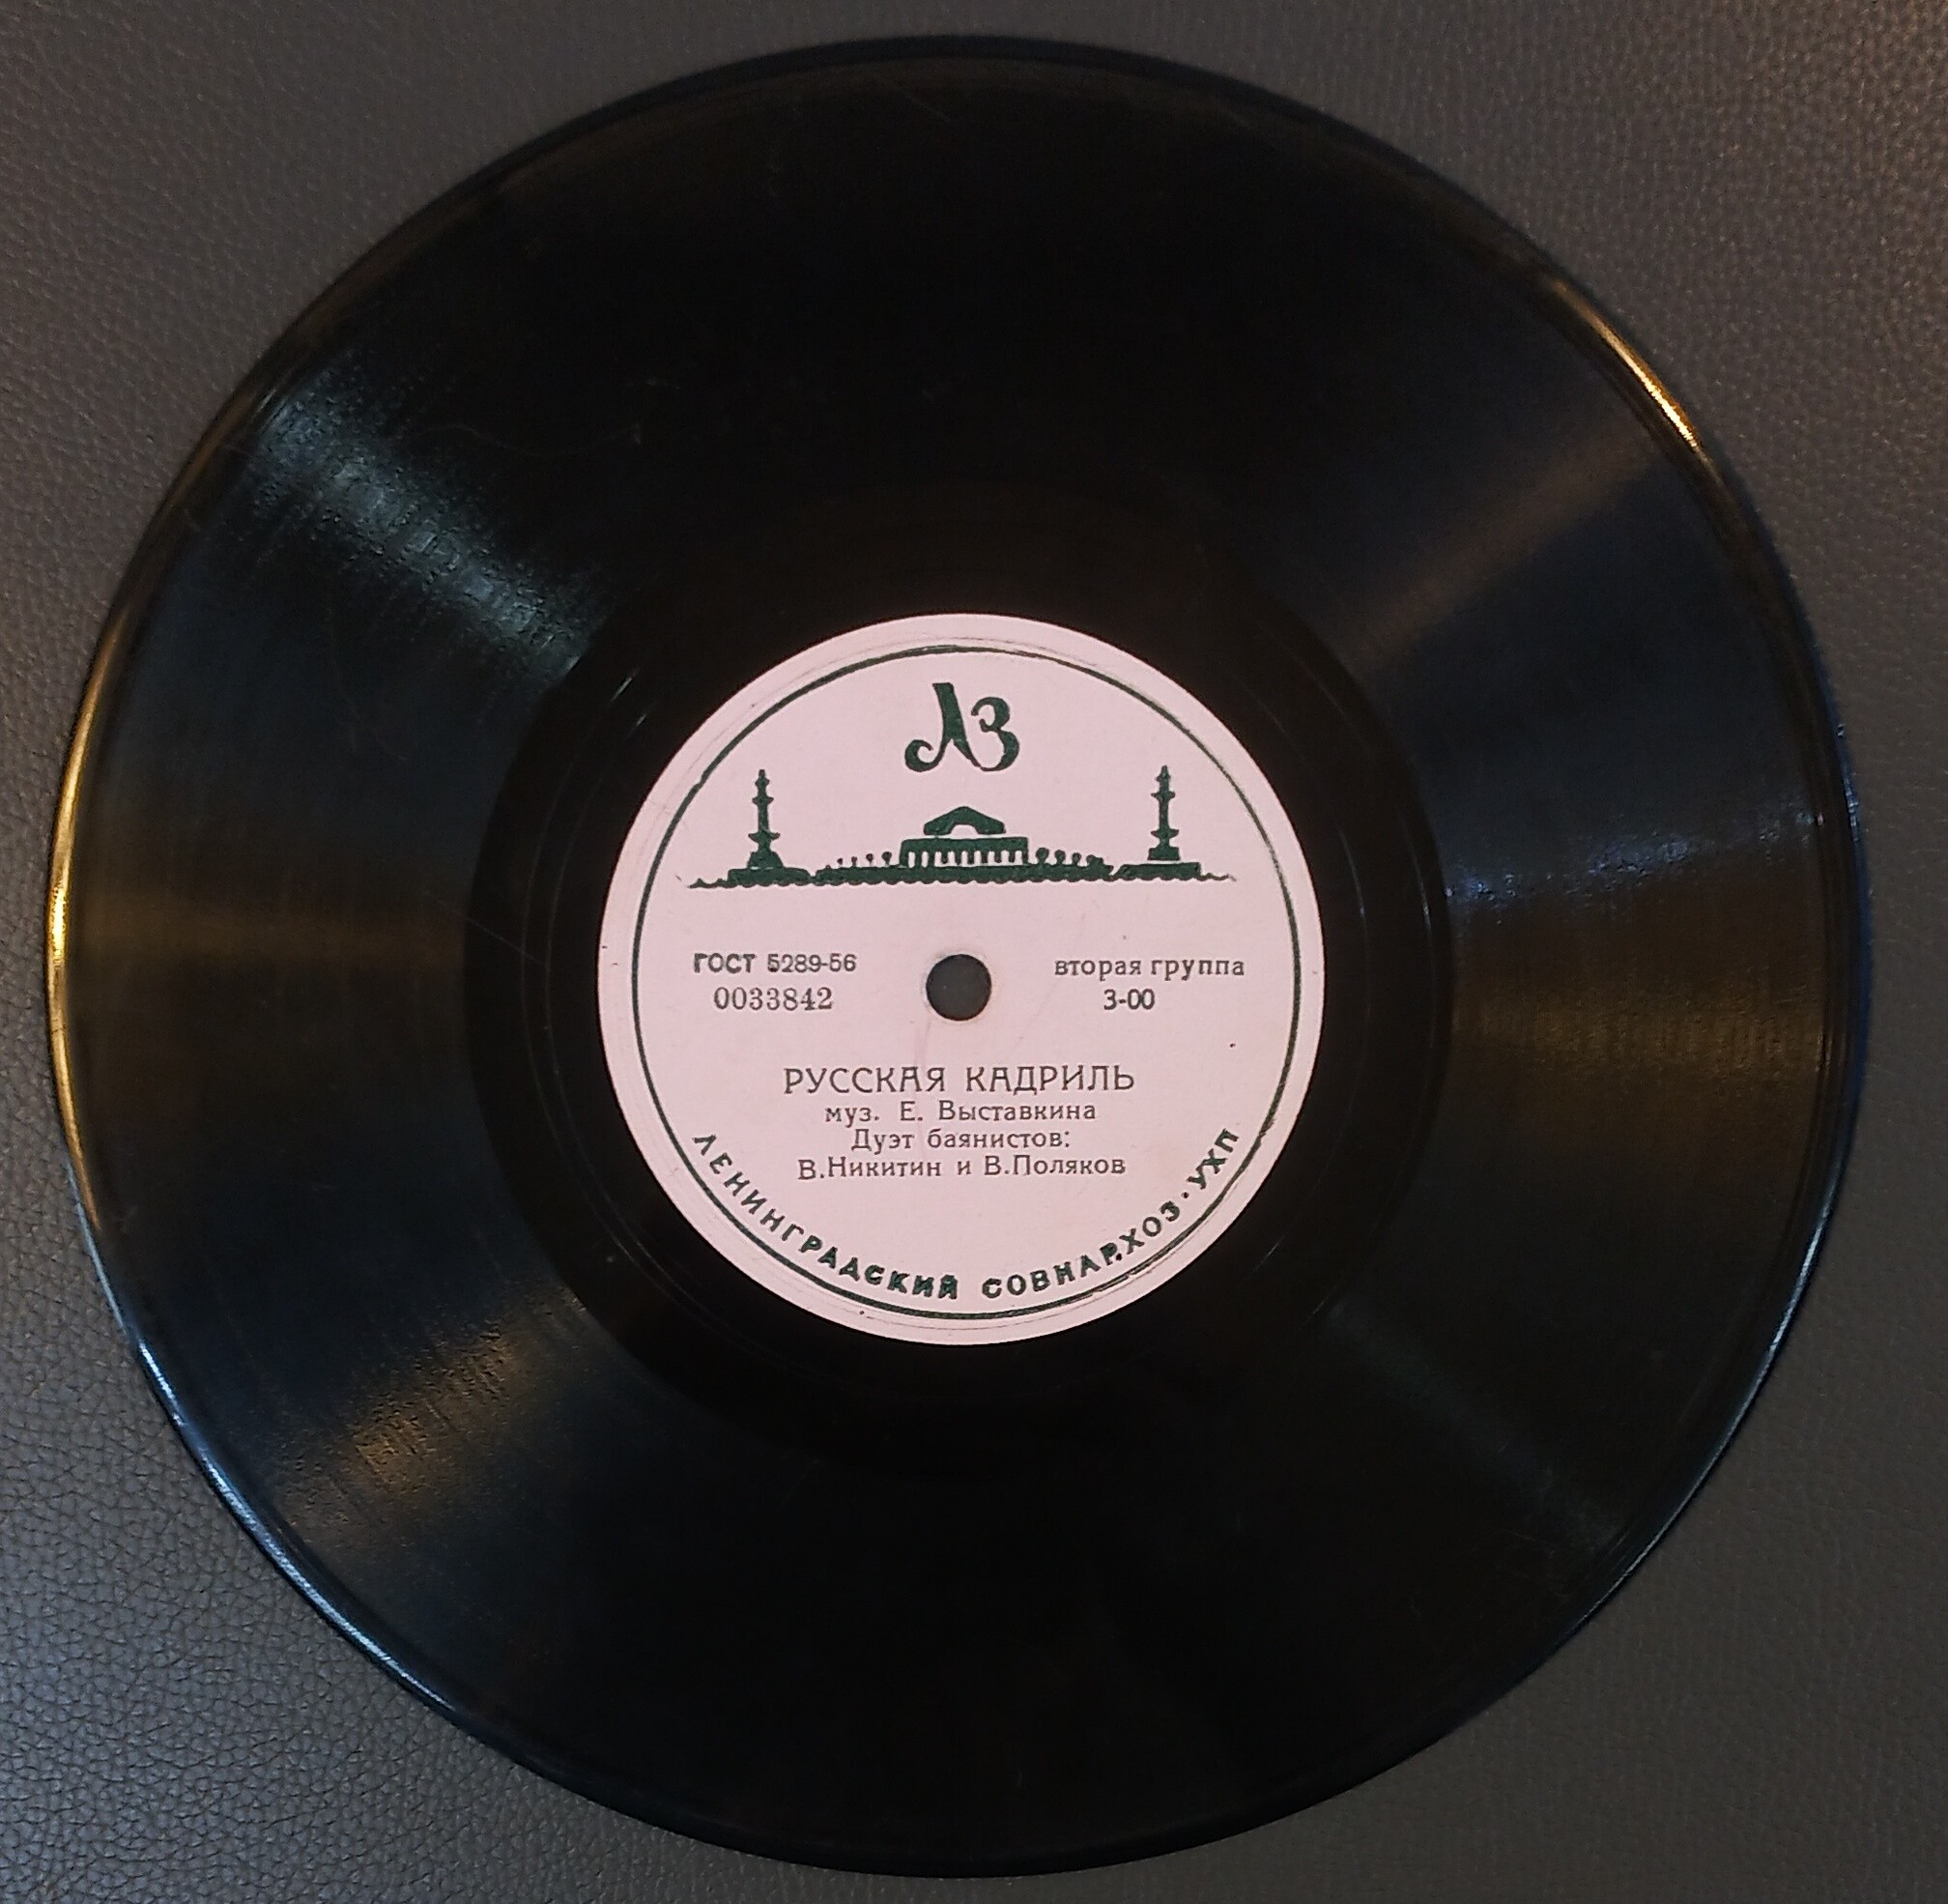 ЛЗ
ГОСТ 5289-56
0033842
вторая группа
3-00
РУССКАЯ КАДРИЛЬ
муз. Е. Выставкина
Дуэт баянистов:
В.Никитин и В.Поляков
ЛЕНИНГРАДСКИЙ СОВНАРХОЗ·УХП